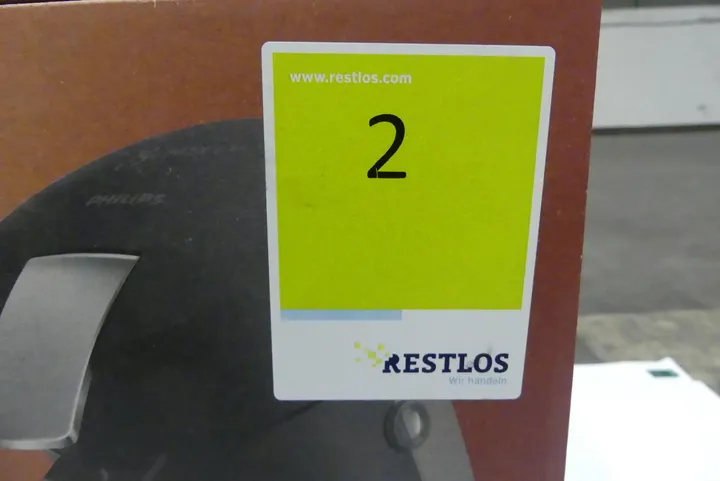 www.restlos.com
2
PHILIPS
RESTLOS
Wir handeln